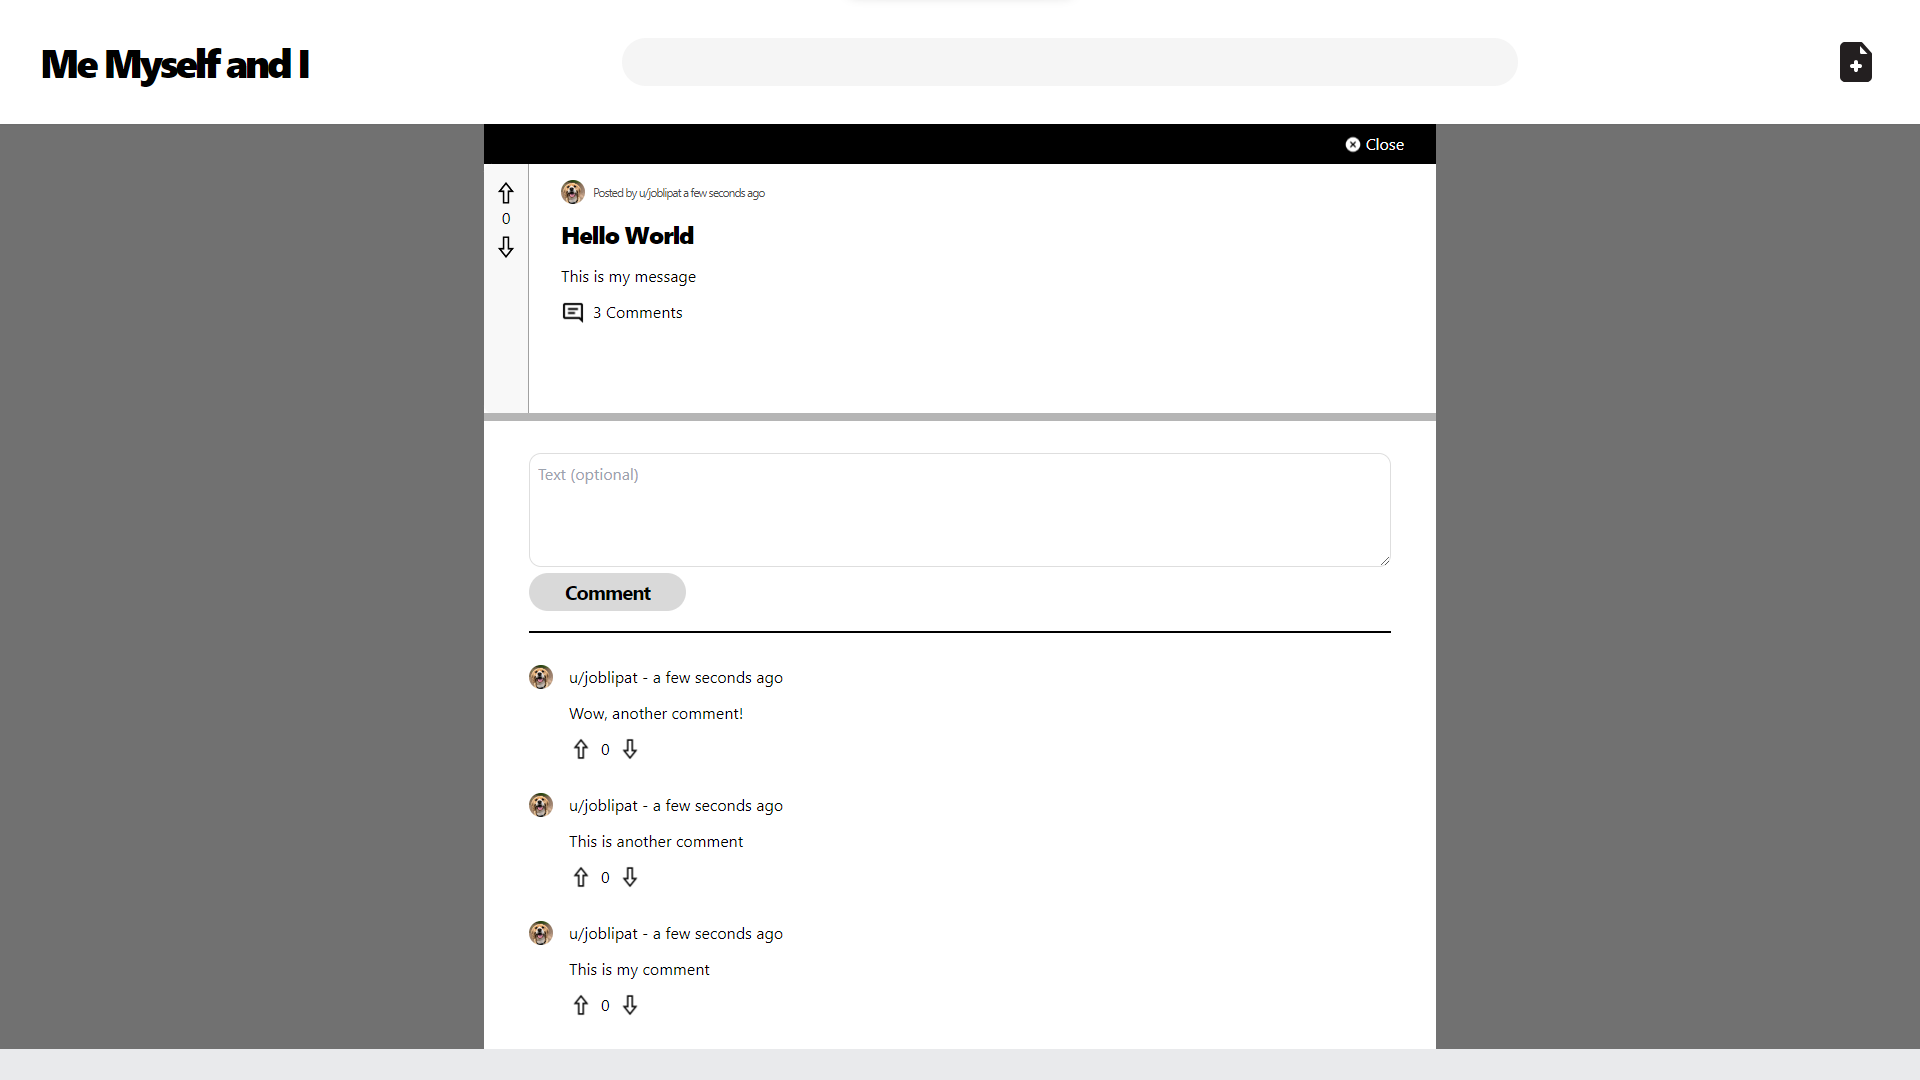 Me Myself and I
Close
0
Posted by u/joblipat a few seconds ago
Hello World
This is my message
3 Comments
Text (optional)
Comment
u/joblipat - a few seconds ago
Wow, another comment!
0
u/joblipat - a few seconds ago
This is another comment
0
u/joblipat - a few seconds ago
This is my comment
0